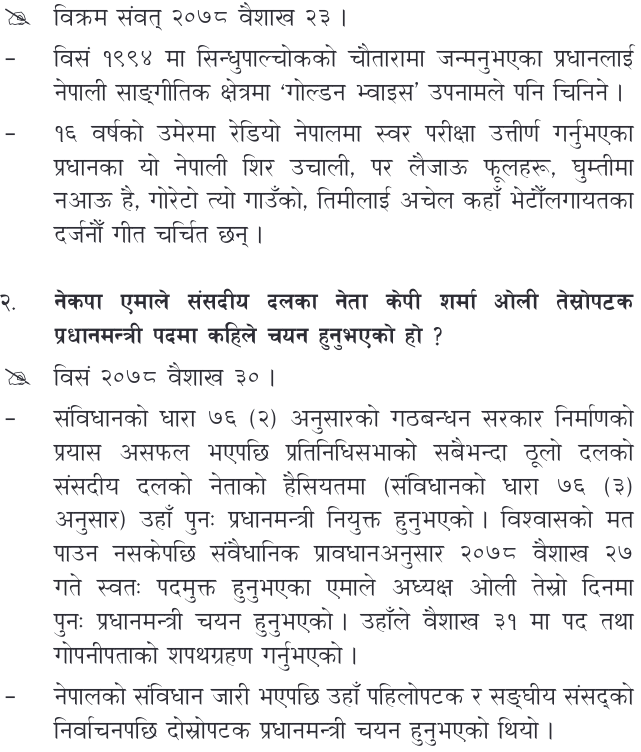 विक्रम संवत् २०७८ वैशाख २३ ।
– विसं १९९४ मा सिन्धुपाल्चोकको चौतारामा जन्मनुभएका प्रधानलाई
नेपाली साङ्गीतिक क्षेत्रमा ‘गोल्डन भ्वाइस’ उपनामले पनि चिनिने ।
– १६ वर्षको उमेरमा रेडियो नेपालमा स्वर परीक्षा उत्तीर्ण गर्नुभएका
प्रधानका यो नेपाली शिर उचाली, पर लैजाऊ फूलहरू, घुम्तीमा
नआऊ है, गोरेटो त्यो गाउँको, तिमीलाई अचेल कहाँ भेटौँलगायतका
दर्जनौँ गीत चर्चित छन् ।
२. नेकपा एमाले संसदीय दलका नेता केपी शर्मा ओली तेस्रोपटक
प्रधानमन्त्री पदमा कहिले चयन हुनुभएको हो ?
विसं २०७८ वैशाख ३० ।
– संविधानको धारा ७६ (२) अनुसारको गठबन्धन सरकार निर्माणको
प्रयास असफल भएपछि प्रतिनिधिसभाको सबैभन्दा ठूलो दलको
संसदीय दलको नेताको हैसियतमा (संविधानको धारा ७६ (३)
अनुसार) उहाँ पुनः प्रधानमन्त्री नियुक्त हुनुभएको । विश्वासको मत
पाउन नसकेपछि संवैधानिक प्रावधानअनुसार २०७८ वैशाख २७
गते स्वतः पदमुक्त हुनुभएका एमाले अध्यक्ष ओली तेस्रो दिनमा
पुनः प्रधानमन्त्री चयन हुनुभएको । उहाँले वैशाख ३१ मा पद तथा
गोपनीपताको शपथग्रहण गर्नुभएको ।
– नेपालको संविधान जारी भएपछि उहाँ पहिलोपटक र सङ्घीय संसद्को
निर्वाचनपछि दोस्रोपटक प्रधानमन्त्री चयन हुनुभएको थियो ।